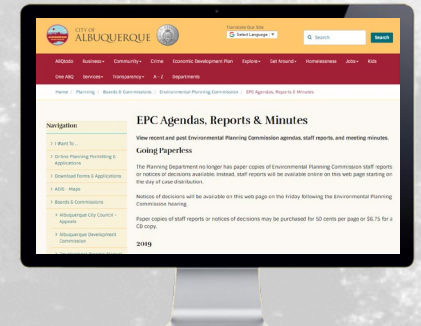 CITY OF
ALBUQUERQUE
Translate Our Site
Select Language ▼
Search
Search
ABQtodo Business Community Crime Economic Development Plan Explore Get Around Homelessness Jobs Kids
One ABQ Services Transparency A - Z Departments
Home / Planning / Boards & Commissions / Environmental Planning Commission / EPC Agendas, Reports & Minutes
Navigation
I Want To ...
Online Planning Permitting & Applications
Download Forms & Applications
AGIS - Maps
Boards & Commissions
Albuquerque City Council - Appeals
Albuquerque Development Commission
EPC Agendas, Reports & Minutes
View recent and past Environmental Planning Commission agendas, staff reports, and meeting minutes.
Going Paperless
The Planning Department no longer has paper copies of Environmental Planning Commission staff reports
or notices of decisions available. Instead, staff reports will be available online on this web page starting on
the day of case distribution.
Notices of decisions will be available on this web page on the Friday following the Environmental Planning
Commission hearing.
Paper copies of staff reports or notices of decisions may be purchased for 50 cents per page or $6.75 for a
CD copy.
2019